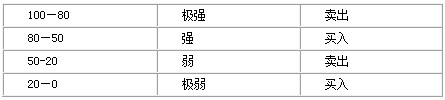 100—80 极强 卖出
80—50 强 买入
50-20 弱 卖出
20—0 极弱 买入